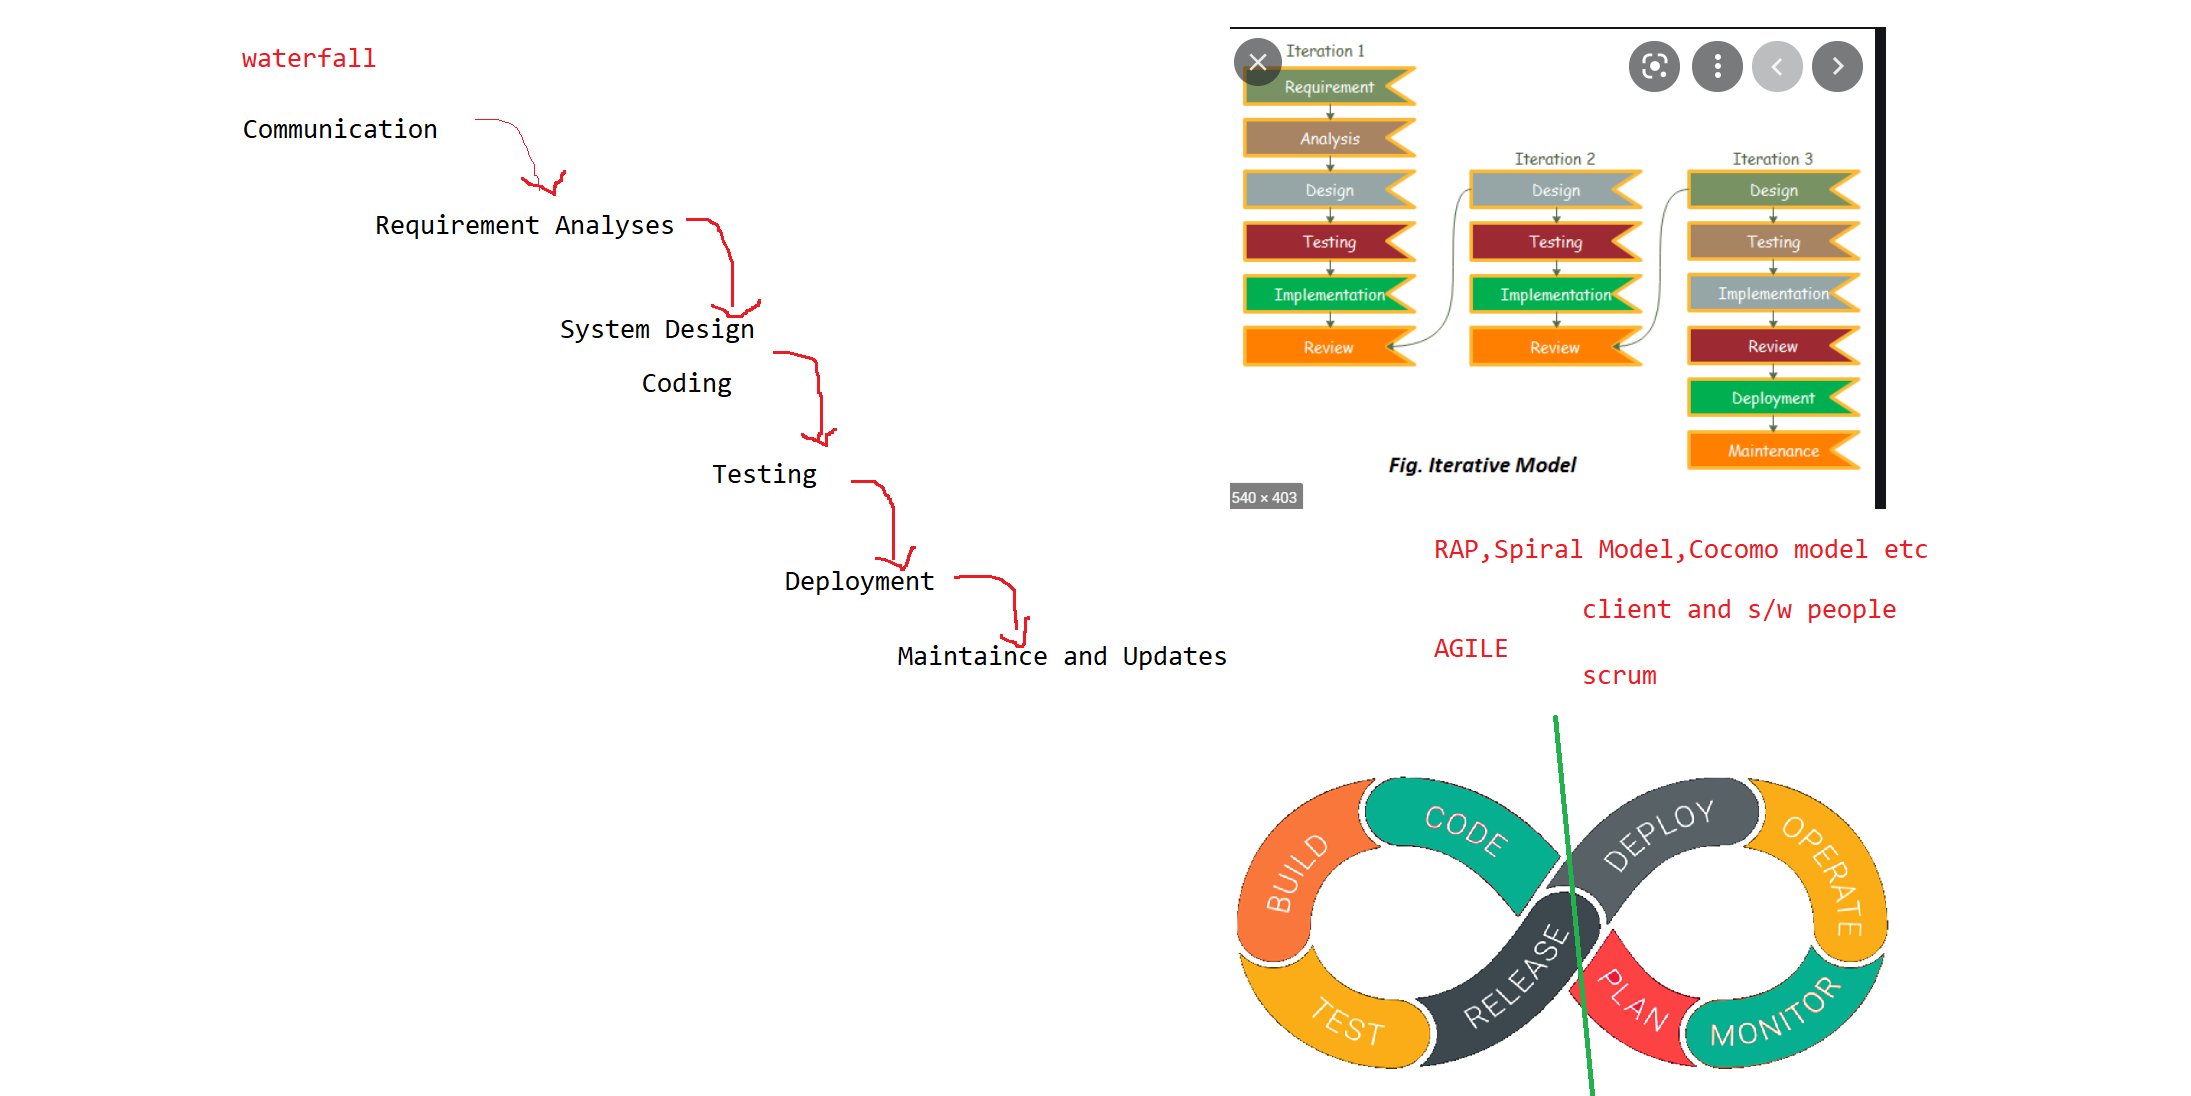 waterfall
Communication
Requirement Analyses
System Design
Coding
Testing
Deployment
Maintaince and Updates
Iteration 1
Requirement
Analysis
Design
Testing
Implementation
Review
Iteration 2
Design
Testing
Implementation
Review
Iteration 3
Design
Testing
Implementation
Review
Deployment
Maintenance
Fig. Iterative Model
540 × 403
RAP,Spiral Model,Cocomo model etc
client and s/w people
AGILE
scrum
CODE
BUILD
TEST
RELEASE
DEPLOY
OPERATE
MONITOR
PLAN